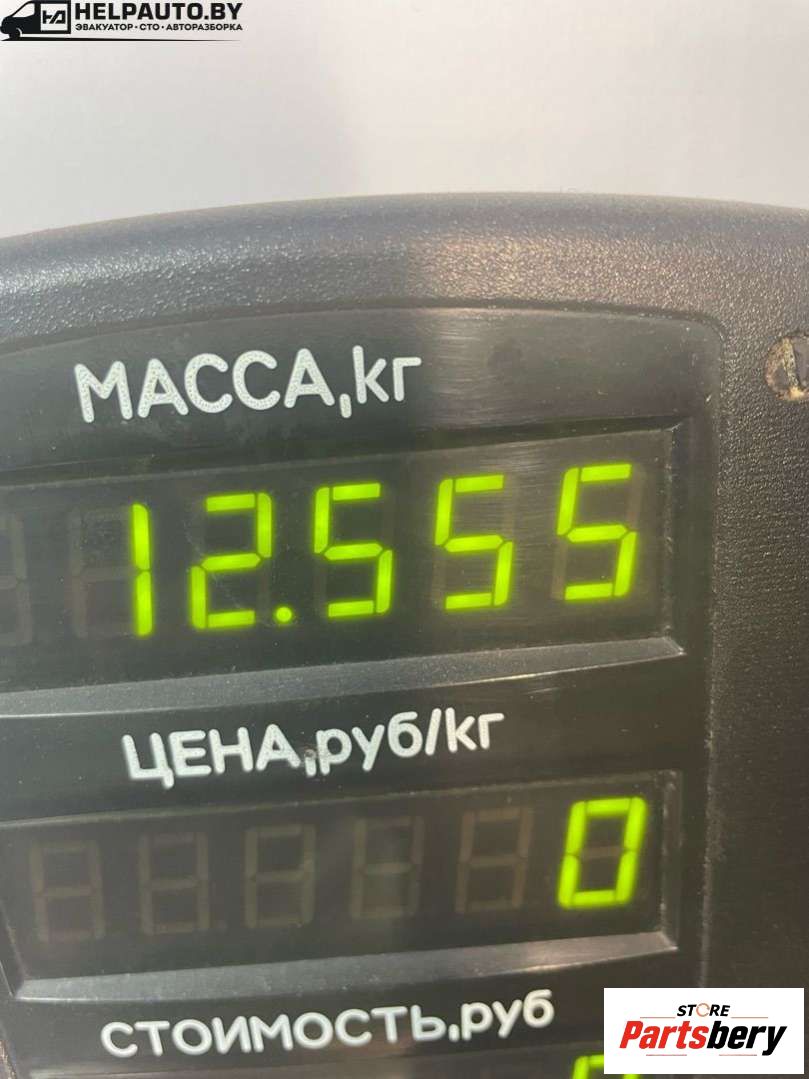 HELPAUTO.BY
ЭВАКУАТОР • СТО • АВТОРАЗБОРКА
МАССА,кг
12.555
ЦЕНА,руб/кг
0
СТОИМОСТЬ,руб
STORE
Partsbery